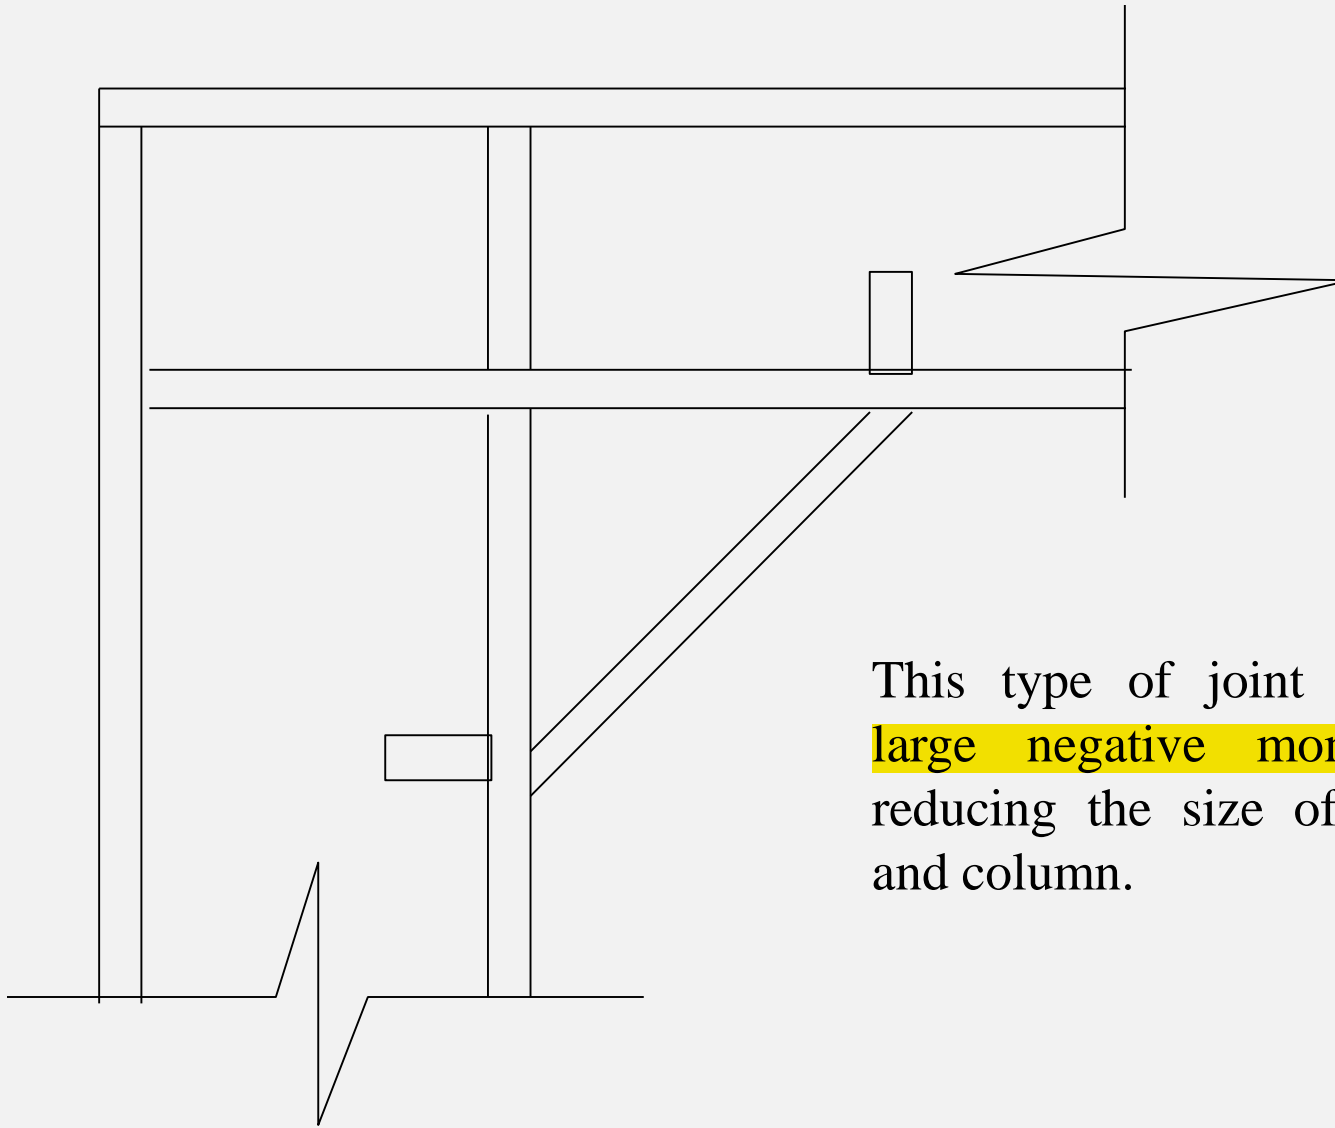 This type of joint
large negative
reducing the size of
and column.